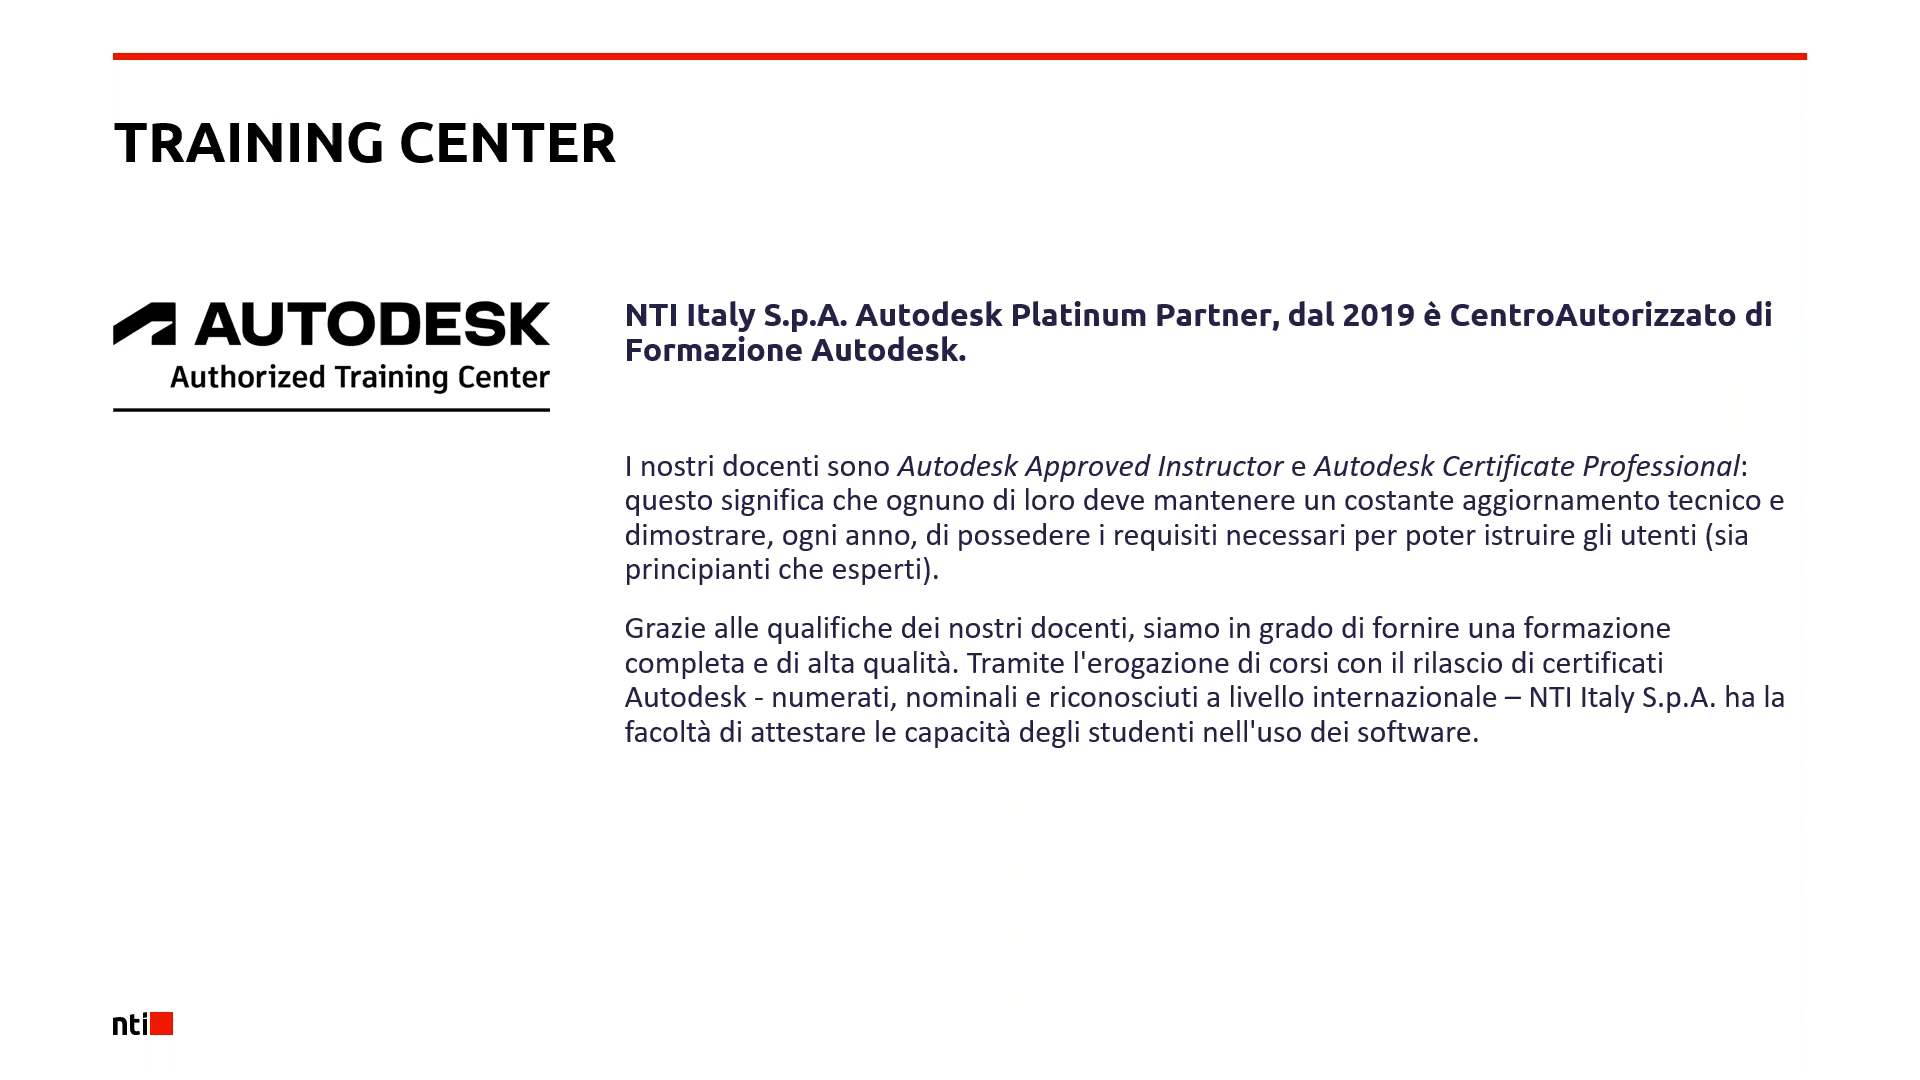 TRAINING CENTER
AUTODESK
Authorized Training Center
NTI Italy S.p.A. Autodesk Platinum Partner, dal 2019 è CentroAutorizzato di
Formazione Autodesk.
I nostri docenti sono Autodesk Approved Instructor e Autodesk Certificate Professional:
questo significa che ognuno di loro deve mantenere un costante aggiornamento tecnico e
dimostrare, ogni anno, di possedere i requisiti necessari per poter istruire gli utenti (sia
principianti che esperti).
Grazie alle qualifiche dei nostri docenti, siamo in grado di fornire una formazione
completa e di alta qualità. Tramite l'erogazione di corsi con il rilascio di certificati
Autodesk - numerati, nominali e riconosciuti a livello internazionale – NTI Italy S.p.A. ha la
facoltà di attestare le capacità degli studenti nell'uso dei software.
nti